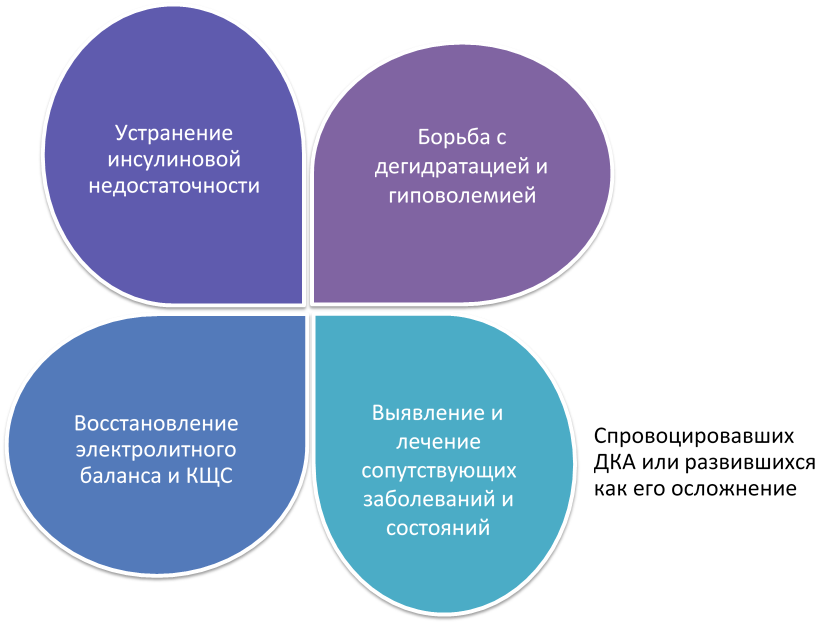 Устранение
инсулиновой
недостаточности
Борьба с
дегидратацией и
гиповолемией
Восстановление
электролитного
баланса и КЩС
Выявление и
лечение
сопутствующих
заболеваний и
состояний
Спровоцировавших
ДКА или развившихся
как его осложнение